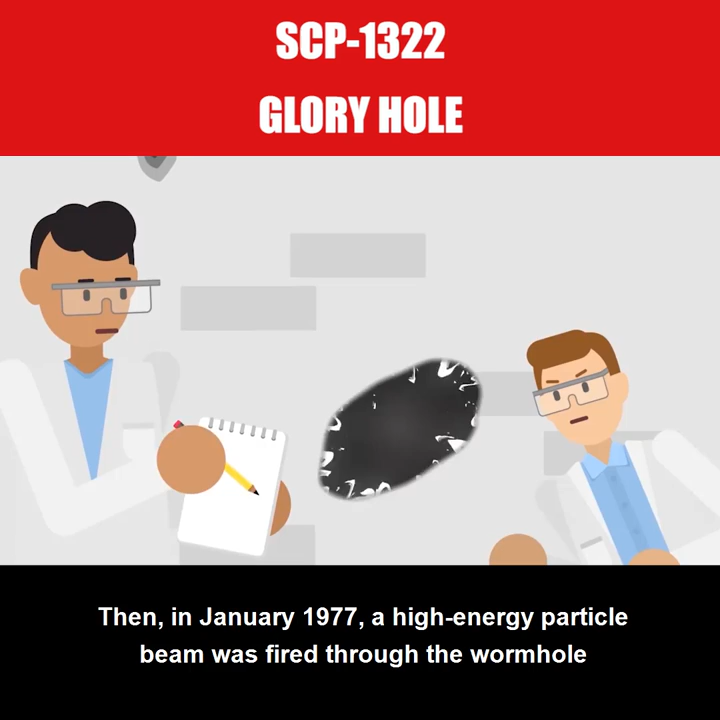 SCP-1322
GLORY HOLE
Then, in January 1977, a high-energy particle
beam was fired through the wormhole